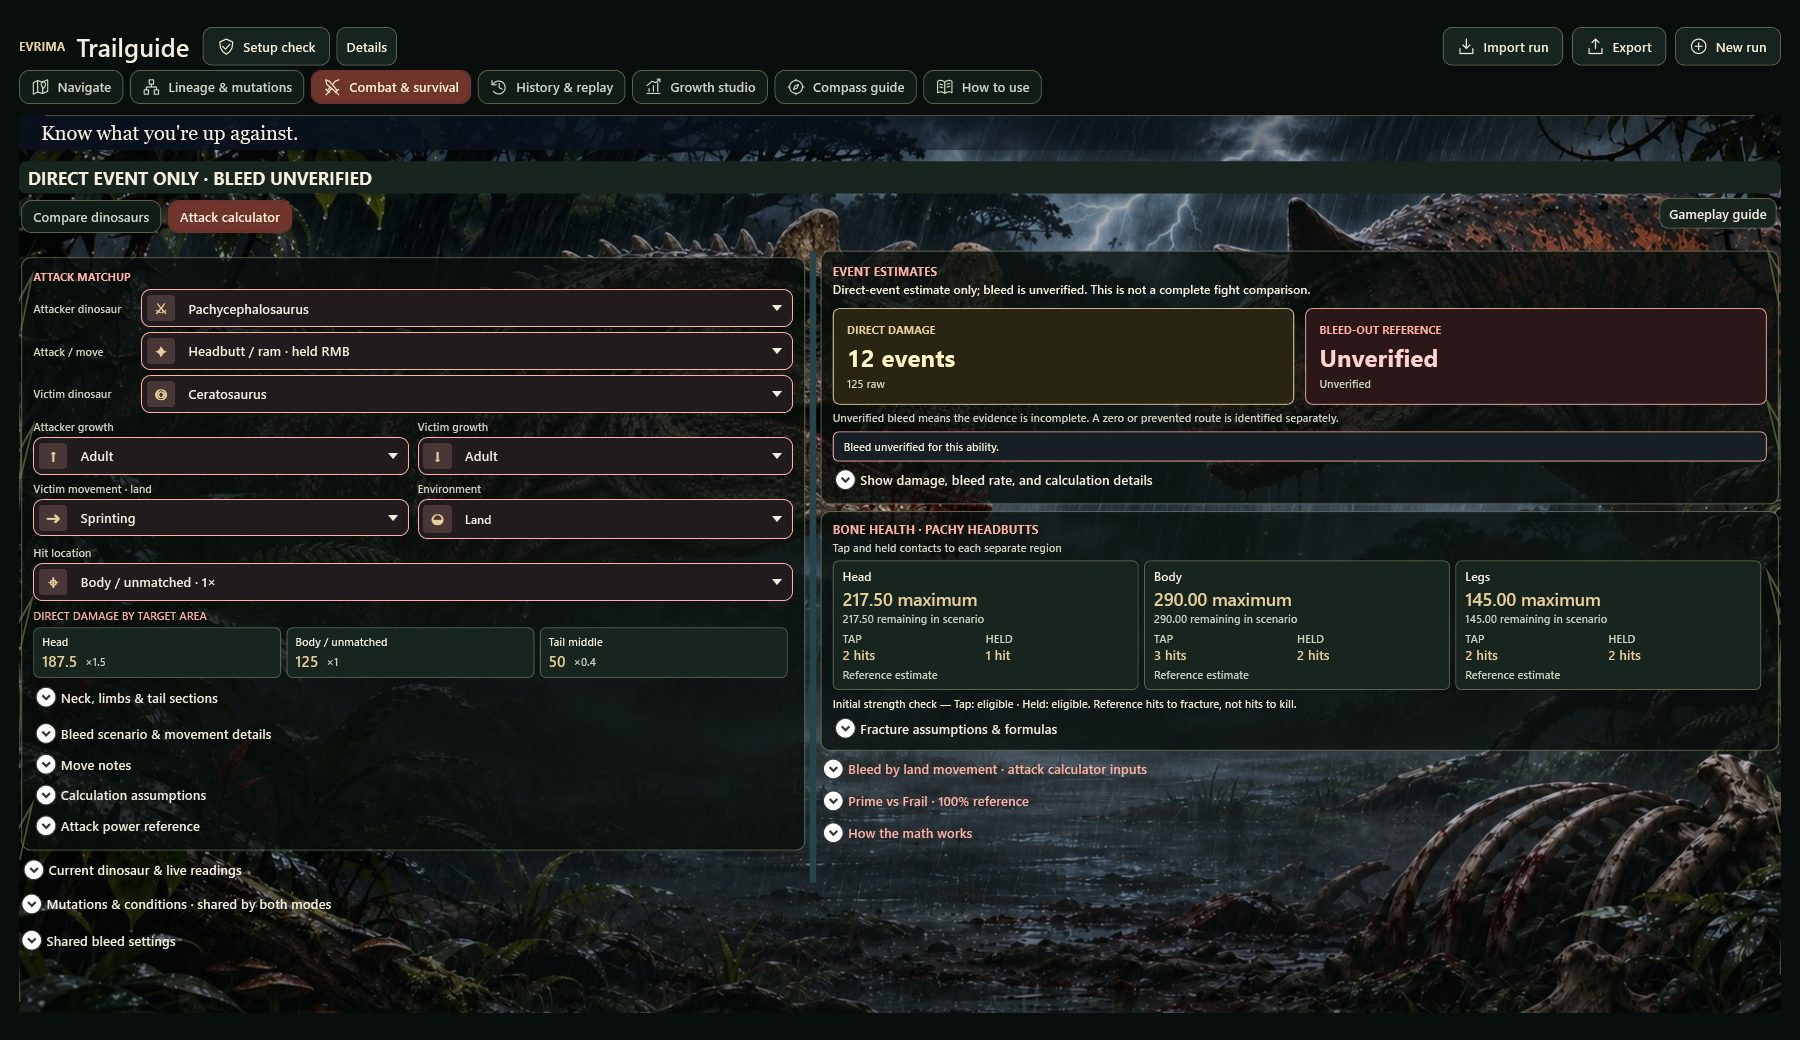 EVRIMA Trailguide Setup check Details Import run Export New run
Navigate Lineage & mutations Combat & survival History & replay Growth studio Compass guide How to use
Know what you're up against.
DIRECT EVENT ONLY · BLEED UNVERIFIED
Compare dinosaurs Attack calculator Gameplay guide
ATTACK MATCHUP
Attacker dinosaur Pachycephalosaurus
Attack / move Headbutt / ram · held RMB
Victim dinosaur Ceratosaurus
Attacker growth Victim growth
Adult Adult
Victim movement · land Environment
Sprinting Land
Hit location
Body / unmatched · 1×
DIRECT DAMAGE BY TARGET AREA
Head Body / unmatched Tail middle
187.5 ×1.5 125 ×1 50 ×0.4
Neck, limbs & tail sections
Bleed scenario & movement details
Move notes
Calculation assumptions
Attack power reference
Current dinosaur & live readings
Mutations & conditions · shared by both modes
Shared bleed settings
EVENT ESTIMATES
Direct-event estimate only; bleed is unverified. This is not a complete fight comparison.
DIRECT DAMAGE BLEED-OUT REFERENCE
12 events Unverified
125 raw Unverified
Unverified bleed means the evidence is incomplete. A zero or prevented route is identified separately.
Bleed unverified for this ability.
Show damage, bleed rate, and calculation details
BONE HEALTH · PACHY HEADBUTTS
Tap and held contacts to each separate region
Head Body Legs
217.50 maximum 290.00 maximum 145.00 maximum
217.50 remaining in scenario 290.00 remaining in scenario 145.00 remaining in scenario
TAP HELD TAP HELD TAP HELD
2 hits 1 hit 3 hits 2 hits 2 hits 2 hits
Reference estimate Reference estimate Reference estimate
Initial strength check — Tap: eligible · Held: eligible. Reference hits to fracture, not hits to kill.
Fracture assumptions & formulas
Bleed by land movement · attack calculator inputs
Prime vs Frail · 100% reference
How the math works